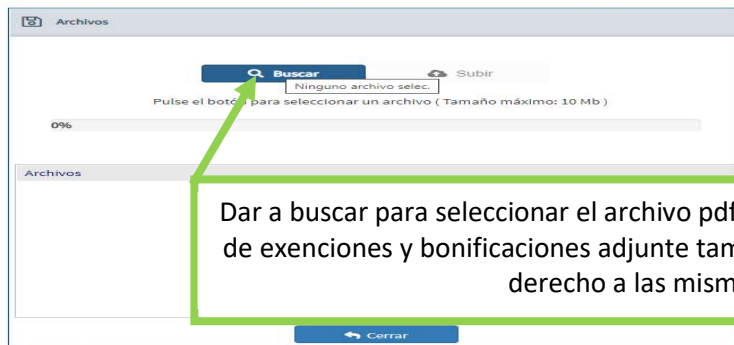 Archivos
Buscar
Subir
Ninguno archivo selec.
Pulse el botón para seleccionar un archivo ( Tamaño máximo: 10 Mb )
0%
Archivos
Dar a buscar para seleccionar el archivo pdf
de exenciones y bonificaciones adjunte tam
derecho a las mism
Cerrar